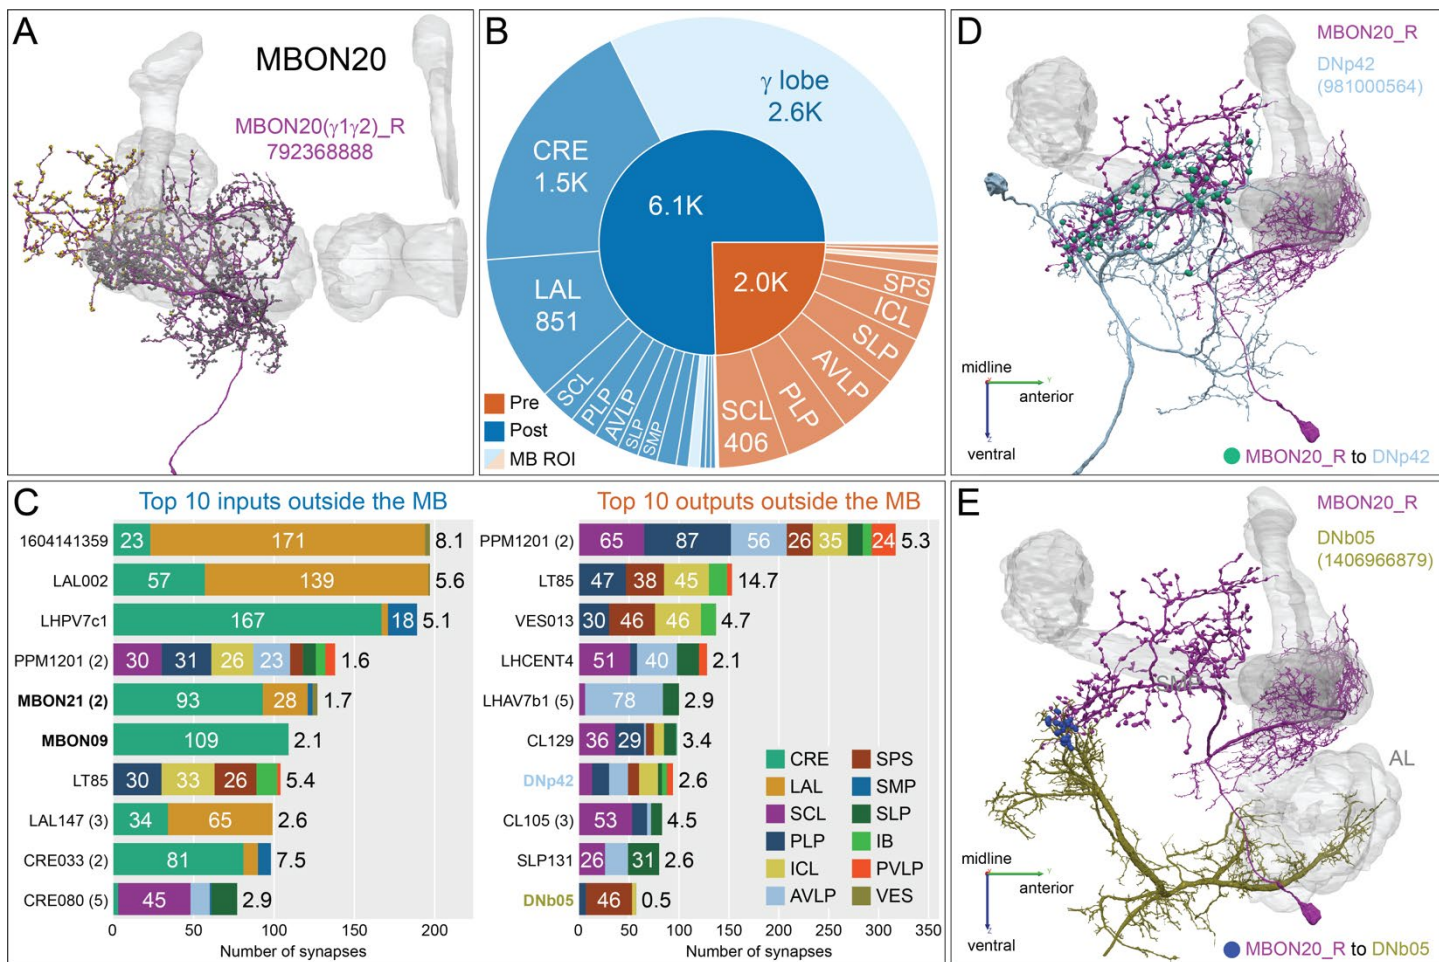 A
MBON20
MBON20(γ1γ2)_R
792368888
B
γ lobe
2.6K
CRE
1.5K
6.1K
LAL
851
2.0K
SCL
PLP
AVLP
SLP
SMP
SCL
406
PLP
AVLP
SLP
ICL
SPS
Pre
Post
MB ROI
D
MBON20_R
DNp42
(981000564)
midline
Y
anterior
Z
ventral
MBON20_R to DNp42
C
Top 10 inputs outside the MB
1604141359 23 171 8.1
LAL002 57 139 5.6
LHPV7c1 167 18 5.1
PPM1201 (2) 30 31 26 23 1.6
MBON21 (2) 93 28 1.7
MBON09 109 2.1
LT85 30 33 26 5.4
LAL147 (3) 34 65 2.6
CRE033 (2) 81 7.5
CRE080 (5) 45 2.9
0 50 100 150 200
Number of synapses
Top 10 outputs outside the MB
PPM1201 (2) 65 87 56 26 35 24 5.3
LT85 47 38 45 14.7
VES013 30 46 46 4.7
LHCENT4 51 40 2.1
LHAV7b1 (5) 78 2.9
CL129 36 29 3.4
DNp42 2.6
CL105 (3) 53 4.5
SLP131 26 31 2.6
DNb05 46 0.5
0 50 100 150 200 250 300 350
Number of synapses
CRE SPS
LAL SMP
SCL SLP
PLP IB
ICL PVLP
AVLP VES
E
MBON20_R
DNb05
(1406966879)
AL
midline
Y
anterior
Z
ventral
MBON20_R to DNb05